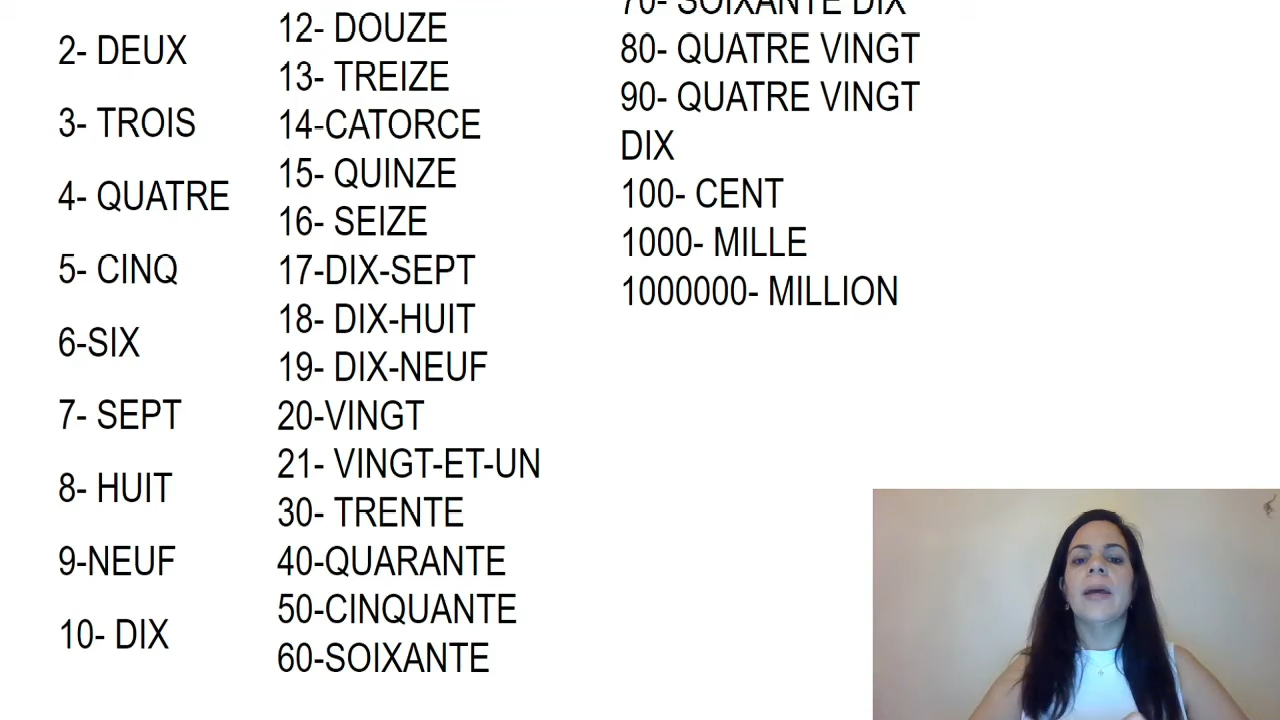 2- DEUX
3- TROIS
4- QUATRE
5- CINQ
6-SIX
7- SEPT
8- HUIT
9-NEUF
10- DIX
12- DOUZE
13- TREIZE
14-CATORCE
15- QUINZE
16- SEIZE
17-DIX-SEPT
18- DIX-HUIT
19- DIX-NEUF
20-VINGT
21- VINGT-ET-UN
30- TRENTE
40-QUARANTE
50-CINQUANTE
60-SOIXANTE
70- SOIXANTE DIX
80- QUATRE VINGT
90- QUATRE VINGT
DIX
100- CENT
1000- MILLE
1000000- MILLION